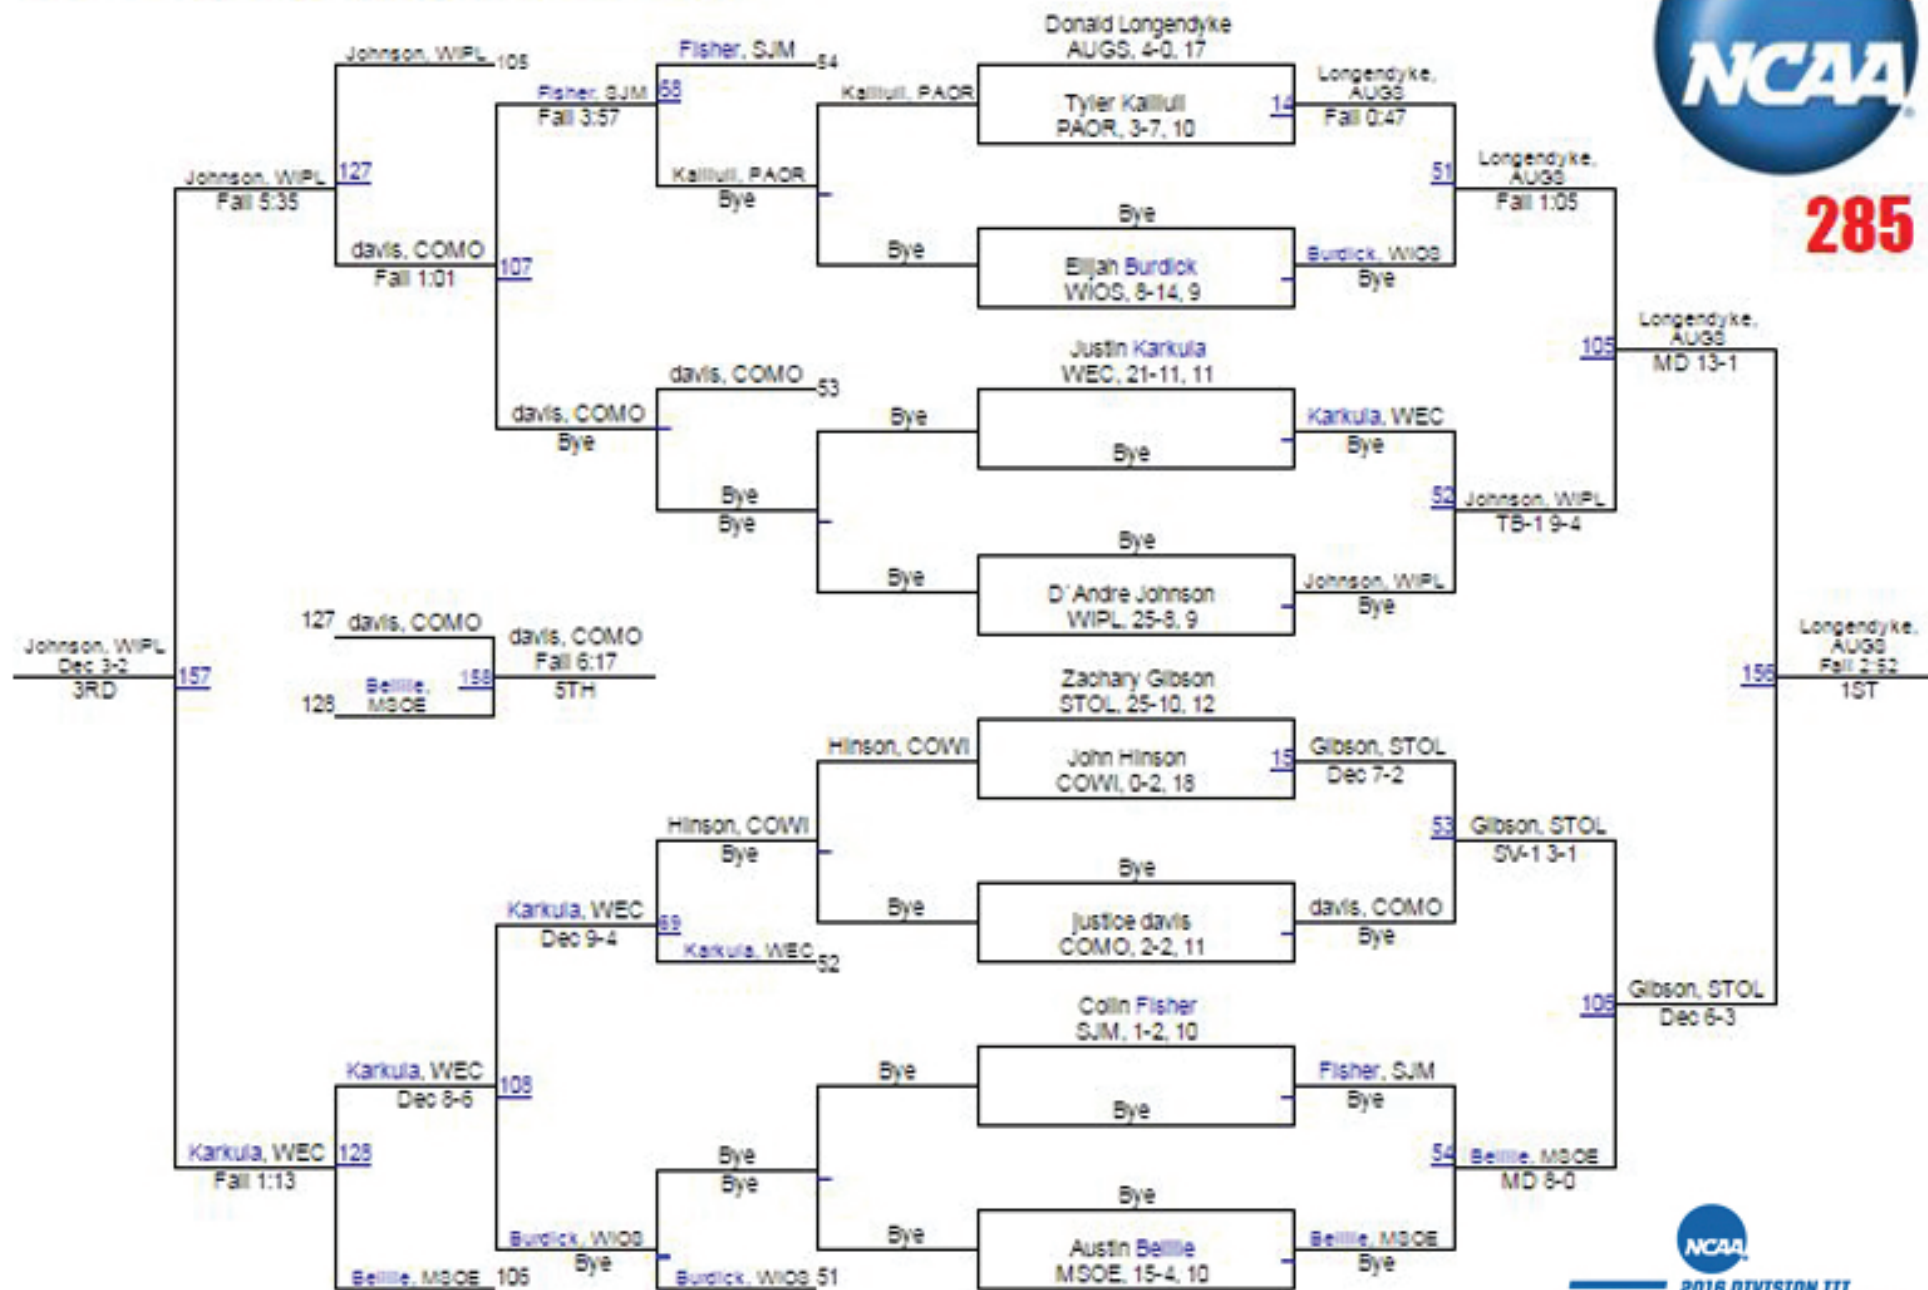 Donald Longendyke
AUGS, 4-0, 17
Tyler Kalilull
PAOR, 3-7, 10
14
Longendyke,
AUGS
Fall 0:47
Bye
Elijah Burdick
WIOS, 8-14, 9
Burdick, WIOS
Bye
51
Longendyke,
AUGS
Fall 1:05
Justin Karkula
WEC, 21-11, 11
Bye
Karkula, WEC
Bye
Bye
D'Andre Johnson
WIPL, 25-8, 9
Johnson, WIPL
Bye
52
Johnson, WIPL
TB-1 9-4
105
Longendyke,
AUGS
MD 13-1
Zachary Gibson
STOL, 25-10, 12
John Hinson
COWI, 0-2, 18
15
Gibson, STOL
Dec 7-2
Bye
justice davis
COMO, 2-2, 11
davis, COMO
Bye
53
Gibson, STOL
SV-1 3-1
Colin Fisher
SJM, 1-2, 10
Bye
Fisher, SJM
Bye
Bye
Austin
MSOE, 15-4, 10
MSOE
Bye
54
MSOE
MD 8-0
106
Gibson, STOL
Dec 6-3
156
Longendyke,
AUGS
Fall 2:52
1ST
Kalilull, PAOR
Bye
Fisher, SJM
54
Kalilull, PAOR
Bye
68
Fisher, SJM
Fall 3:57
Bye
Bye
davis, COMO
53
Bye
Bye
davis, COMO
Bye
107
Johnson, WIPL
105
davis, COMO
Fall 1:01
127
Johnson, WIPL
Fall 5:35
Hinson, COWI
Bye
Hinson, COWI
Bye
Karkula, WEC
52
69
Karkula, WEC
Dec 9-4
Bye
Bye
Bye
Bye
Burdick, WIOS
51
Burdick, WIOS
Bye
108
Karkula, WEC
Dec 8-6
MSOE
106
128
Karkula, WEC
Fall 1:13
157
Johnson, WIPL
Dec 3-2
3RD
127
davis, COMO
128
MSOE
158
davis, COMO
Fall 6:17
5TH
NCAA
285
NCAA
2016 DIVISION III